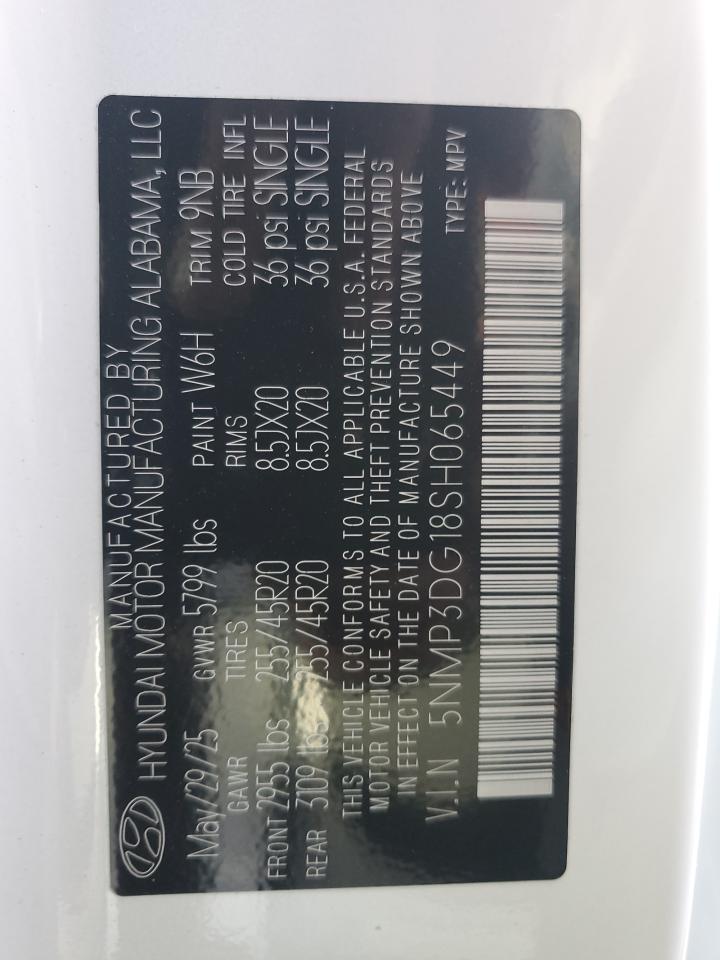 MANUFACTURED BY
HYUNDAI MOTOR MANUFACTURING ALABAMA, LLC
May/29/25 GVWR 5799 lbs PAINT W6H TRIM 9NB
GAWR TIRES RIMS COLD TIRE INFL
FRONT 2955 lbs 255/45R20 8.5JX20 36 psi SINGLE
REAR 3109 lbs 255/45R20 8.5JX20 36 psi SINGLE
THIS VEHICLE CONFORMS TO ALL APPLICABLE U.S.A. FEDERAL
MOTOR VEHICLE SAFETY AND THEFT PREVENTION STANDARDS
IN EFFECT ON THE DATE OF MANUFACTURE SHOWN ABOVE
V.I.N 5NMP3DG18SH065449 TYPE: MPV